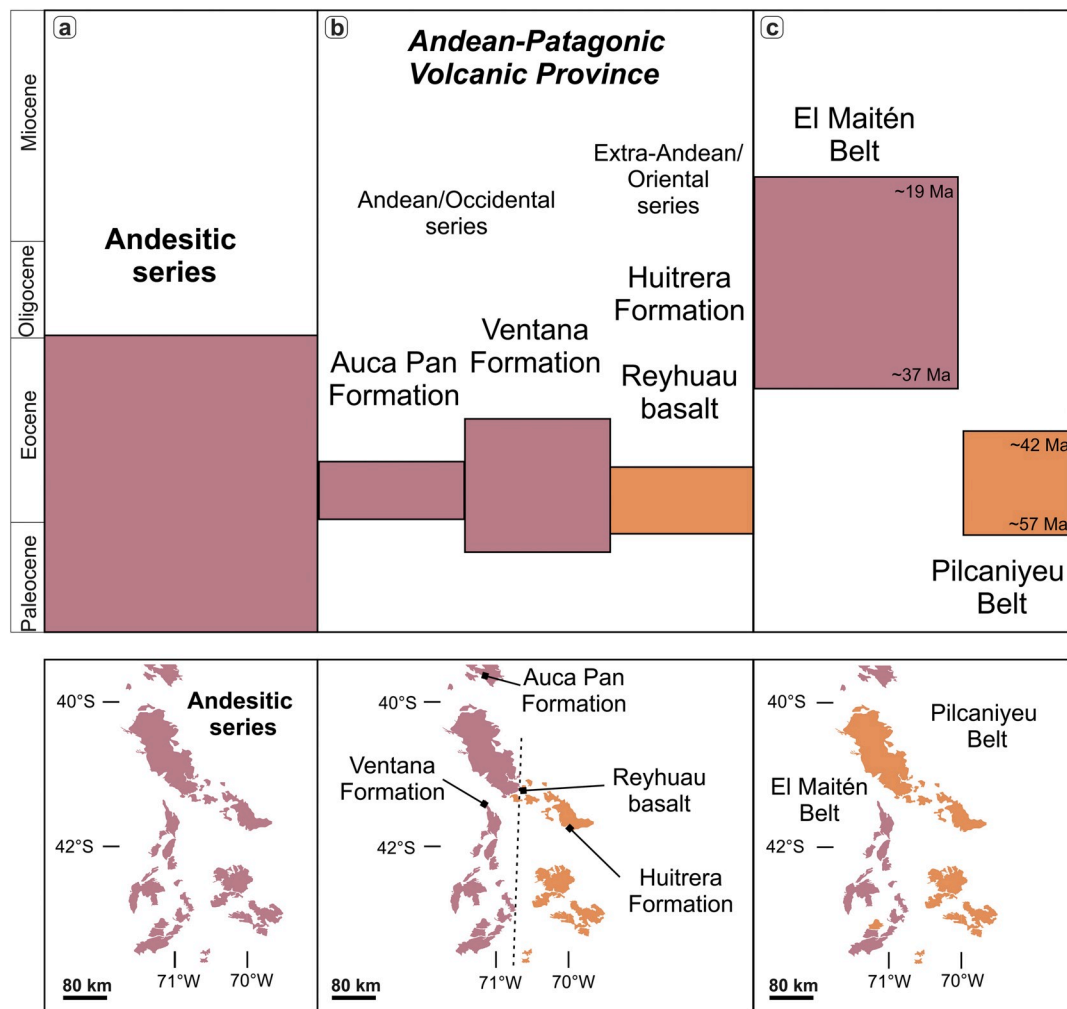 a
b
c
Miocene
Oligocene
Eocene
Paleocene
Andesitic
series
Andean-Patagonic
Volcanic Province
Andean/Occidental
series
Extra-Andean/
Oriental
series
Auca Pan
Formation
Ventana
Formation
Huitrera
Formation
Reyhuau
basalt
El Maitén
Belt
~19 Ma
~37 Ma
~42 Ma
~57 Ma
Pilcaniyeu
Belt
40°S
42°S
Andesitic
series
71°W
70°W
80 km
40°S
42°S
Auca Pan
Formation
Ventana
Formation
Reyhuau
basalt
Huitrera
Formation
71°W
70°W
80 km
40°S
42°S
Pilcaniyeu
Belt
El Maitén
Belt
71°W
70°W
80 km